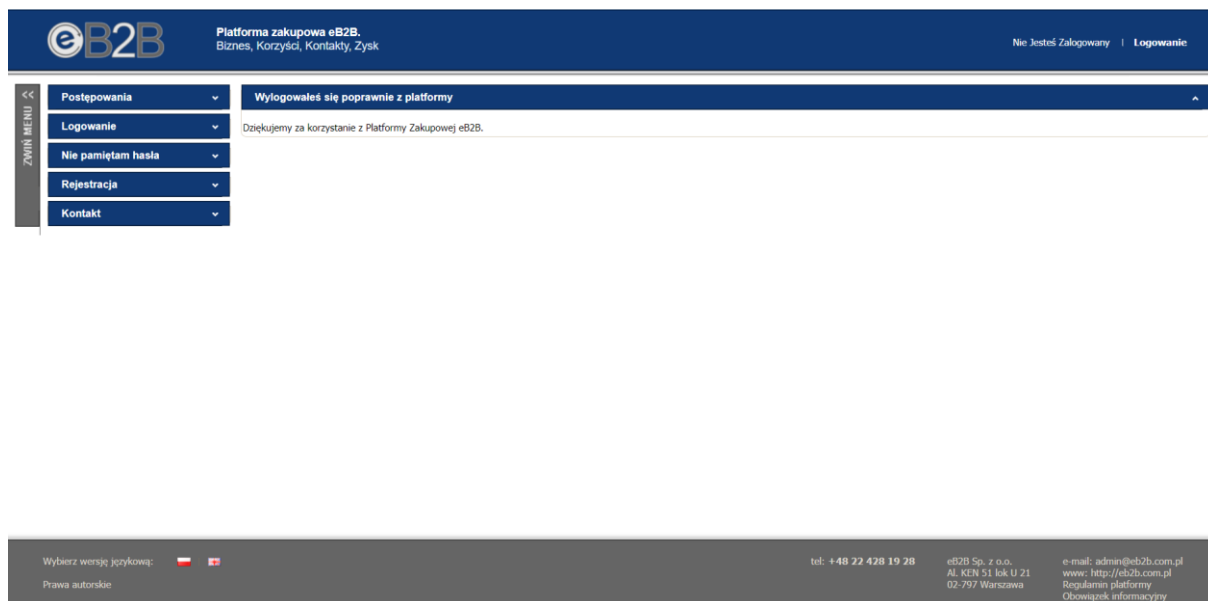 eB2B
Platforma zakupowa eB2B.
Biznes, Korzyści, Kontakty, Zysk
Nie Jesteś Zalogowany | Logowanie
<<
ZWIŃ MENU
Postępowania
Logowanie
Nie pamiętam hasła
Rejestracja
Kontakt
Wylogowałeś się poprawnie z platformy
Dziękujemy za korzystanie z Platformy Zakupowej eB2B.
Wybierz wersję językową:
Prawa autorskie
tel: +48 22 428 19 28
eB2B Sp. z o.o.
Al. KEN 51 lok U 21
02-797 Warszawa
e-mail: admin@eb2b.com.pl
www: http://eb2b.com.pl
Regulamin platformy
Obowiązek informacyjny